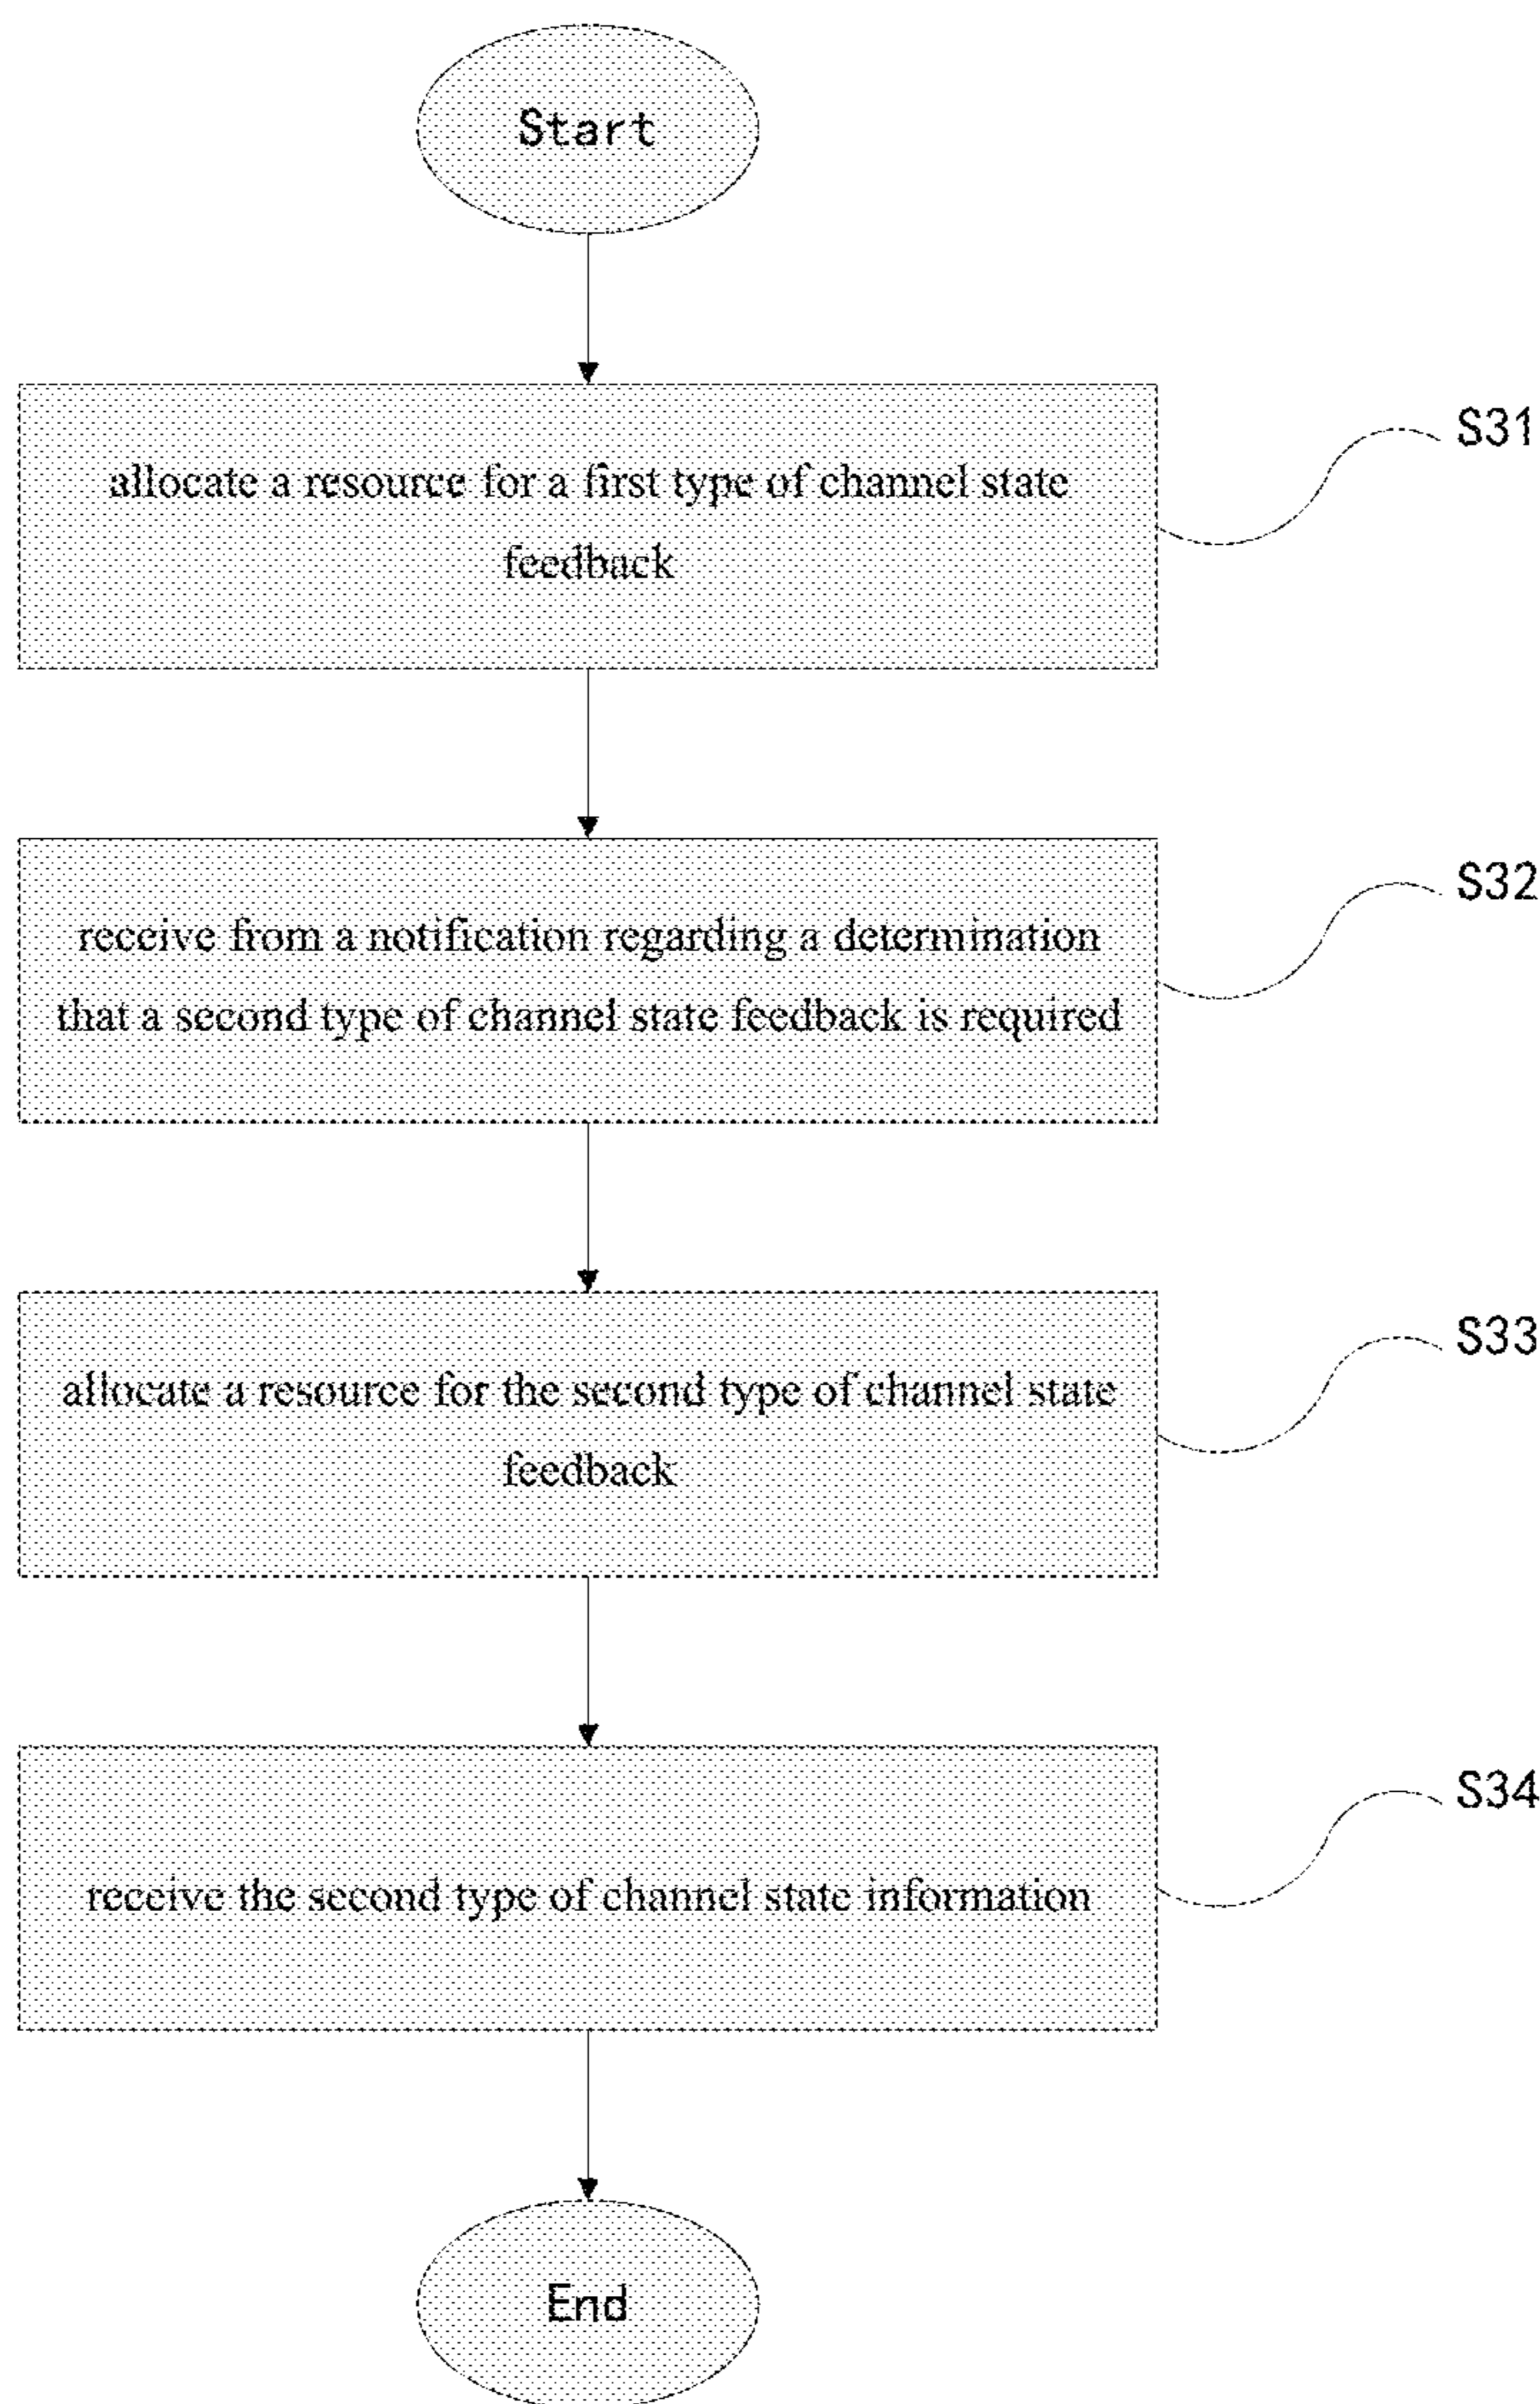 Start
S31
allocate a resource for a first type of channel state
feedback
S32
receive from a notification regarding a determination
that a second type of channel state feedback is required
S33
allocate a resource for the second type of channel state
feedback
S34
receive the second type of channel state information
End